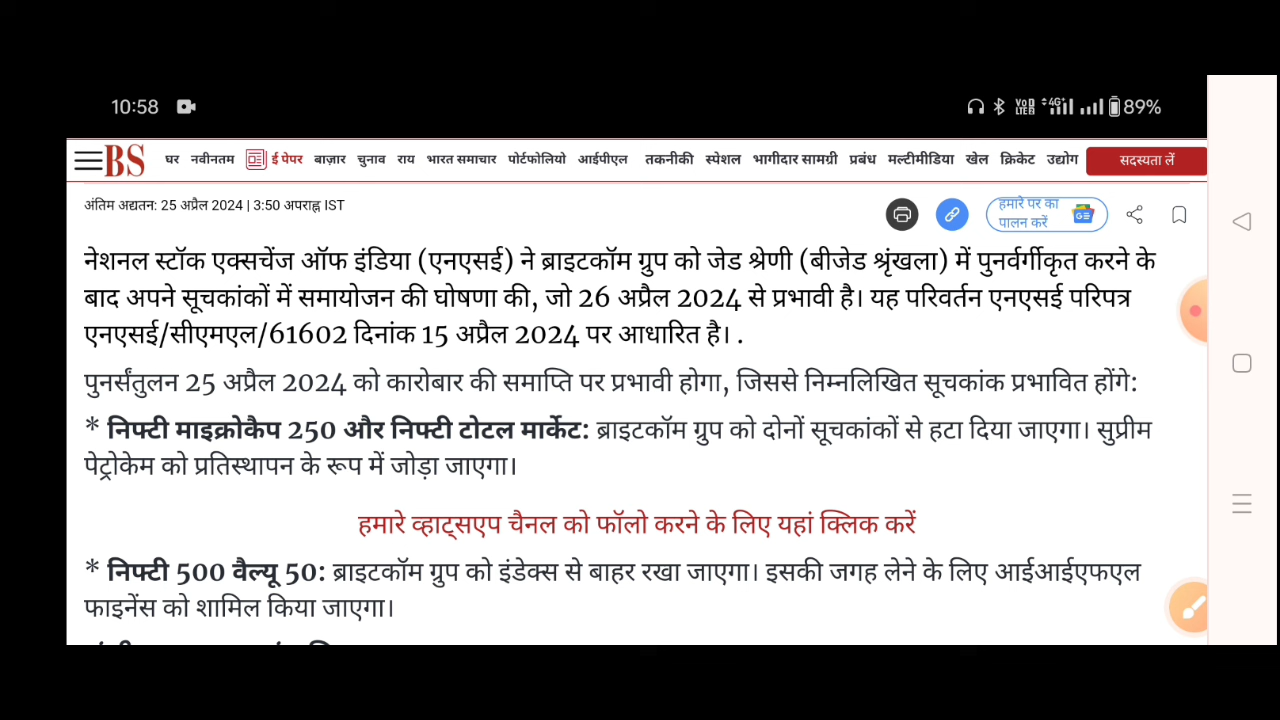 10:58 VoD LTE 4G+ 89%
BS घर नवीनतम ई पेपर बाज़ार चुनाव राय भारत समाचार पोर्टफोलियो आईपीएल तकनीकी स्पेशल भागीदार सामग्री प्रबंध मल्टीमीडिया खेल क्रिकेट उद्योग सदस्यता लें
अंतिम अद्यतन: 25 अप्रैल 2024 | 3:50 अपराह्न IST
हमारे पर का
पालन करें
नेशनल स्टॉक एक्सचेंज ऑफ इंडिया (एनएसई) ने ब्राइटकॉम ग्रुप को जेड श्रेणी (बीजेड श्रृंखला) में पुनर्वर्गीकृत करने के
बाद अपने सूचकांकों में समायोजन की घोषणा की, जो 26 अप्रैल 2024 से प्रभावी है। यह परिवर्तन एनएसई परिपत्र
एनएसई/सीएमएल/61602 दिनांक 15 अप्रैल 2024 पर आधारित है। .
पुनर्संतुलन 25 अप्रैल 2024 को कारोबार की समाप्ति पर प्रभावी होगा, जिससे निम्नलिखित सूचकांक प्रभावित होंगे:
* निफ्टी माइक्रोकैप 250 और निफ्टी टोटल मार्केट: ब्राइटकॉम ग्रुप को दोनों सूचकांकों से हटा दिया जाएगा। सुप्रीम
पेट्रोकेम को प्रतिस्थापन के रूप में जोड़ा जाएगा।
हमारे व्हाट्सएप चैनल को फॉलो करने के लिए यहां क्लिक करें
* निफ्टी 500 वैल्यू 50: ब्राइटकॉम ग्रुप को इंडेक्स से बाहर रखा जाएगा। इसकी जगह लेने के लिए आईआईएफएल
फाइनेंस को शामिल किया जाएगा।